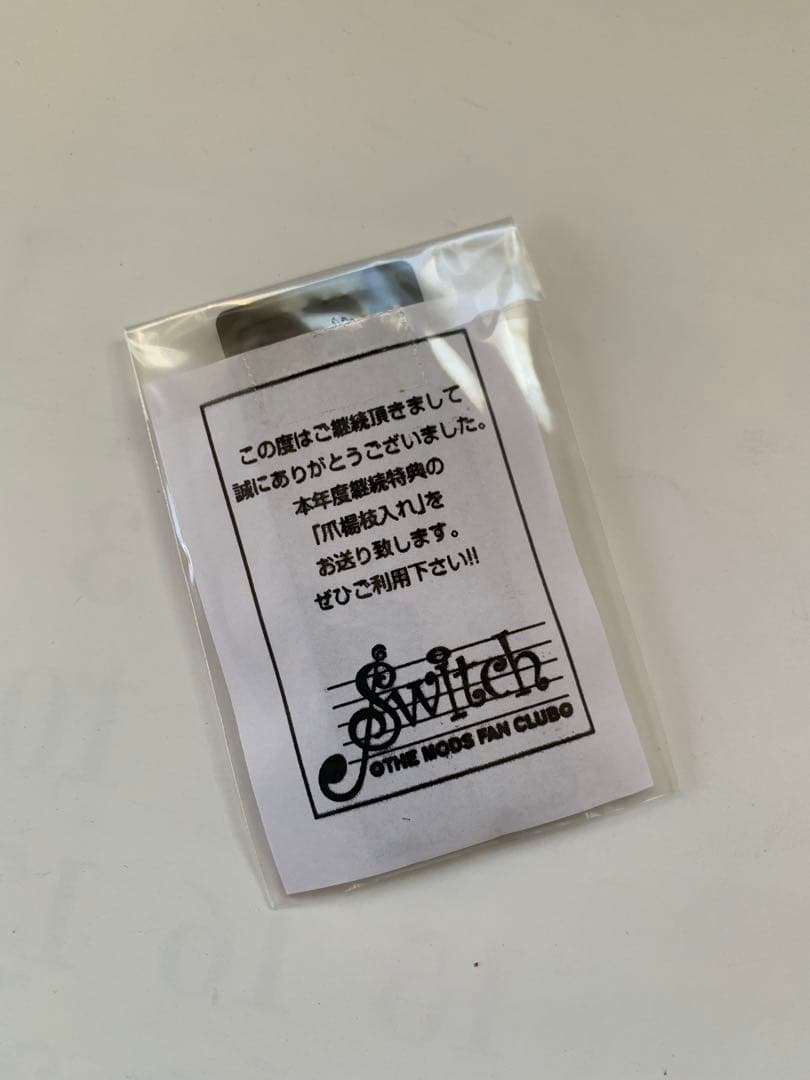 この度はご継続頂きまして
誠にありがとうございました。
本年度継続特典の
「爪楊枝入れ」を
お送り致します。
ぜひご利用下さい!!
Switch
OTHE MODS FAN CLUBO